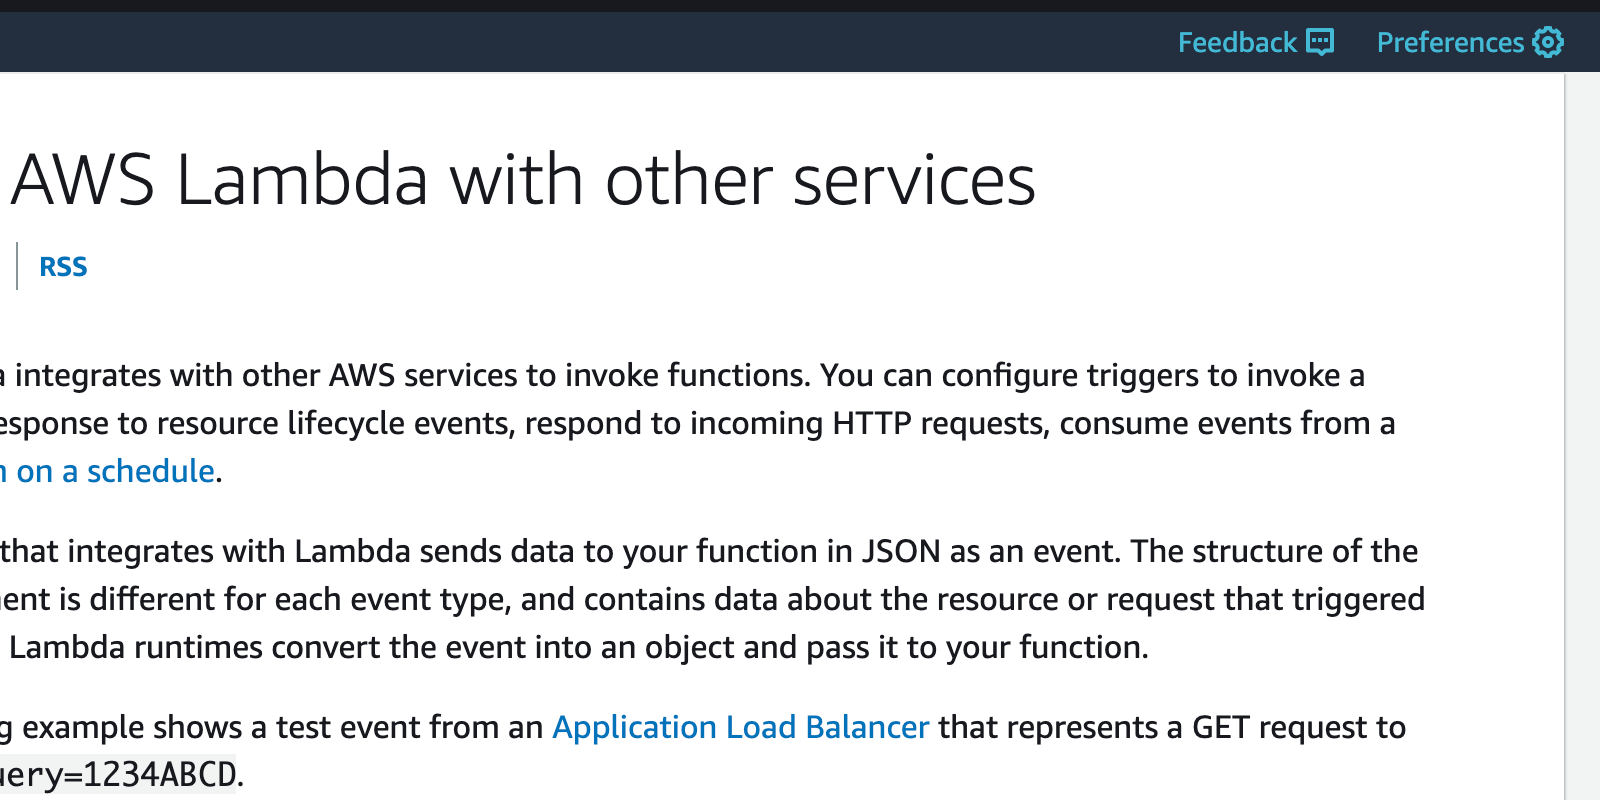 Feedback Preferences
AWS Lambda with other services
RSS
integrates with other AWS services to invoke functions. You can configure triggers to invoke a
esponse to resource lifecycle events, respond to incoming HTTP requests, consume events from a
on a schedule.
that integrates with Lambda sends data to your function in JSON as an event. The structure of the
ent is different for each event type, and contains data about the resource or request that triggered
Lambda runtimes convert the event into an object and pass it to your function.
g example shows a test event from an Application Load Balancer that represents a GET request to
uery=1234ABCD.